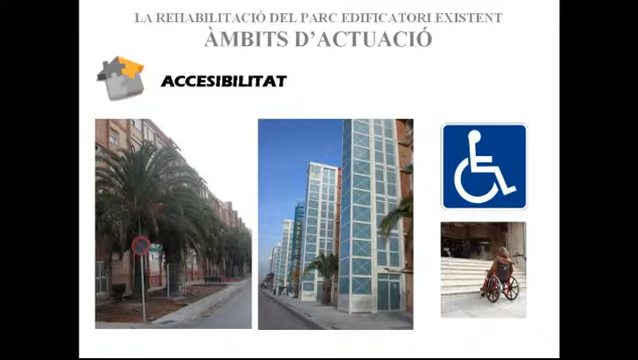 LA REHABILITACIÓ DEL PARC EDIFICATORI EXISTENT
ÀMBITS D'ACTUACIÓ
ACCESIBILITAT